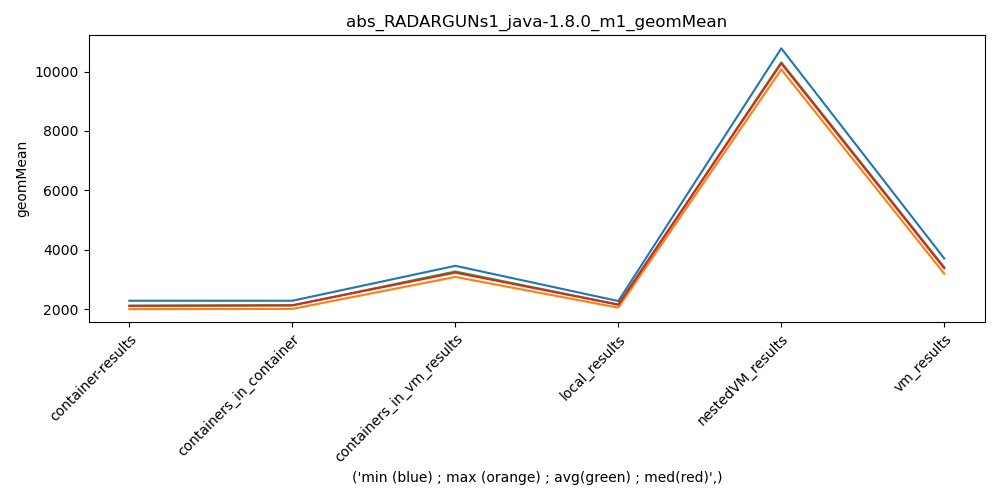 abs_RADARGUNs1_java-1.8.0_m1_geomMean
geomMean
10000
8000
6000
4000
2000
container-results
containers_in_container
containers_in_vm_results
local_results
nestedVM_results
vm_results
('min (blue) ; max (orange) ; avg(green) ; med(red)',)